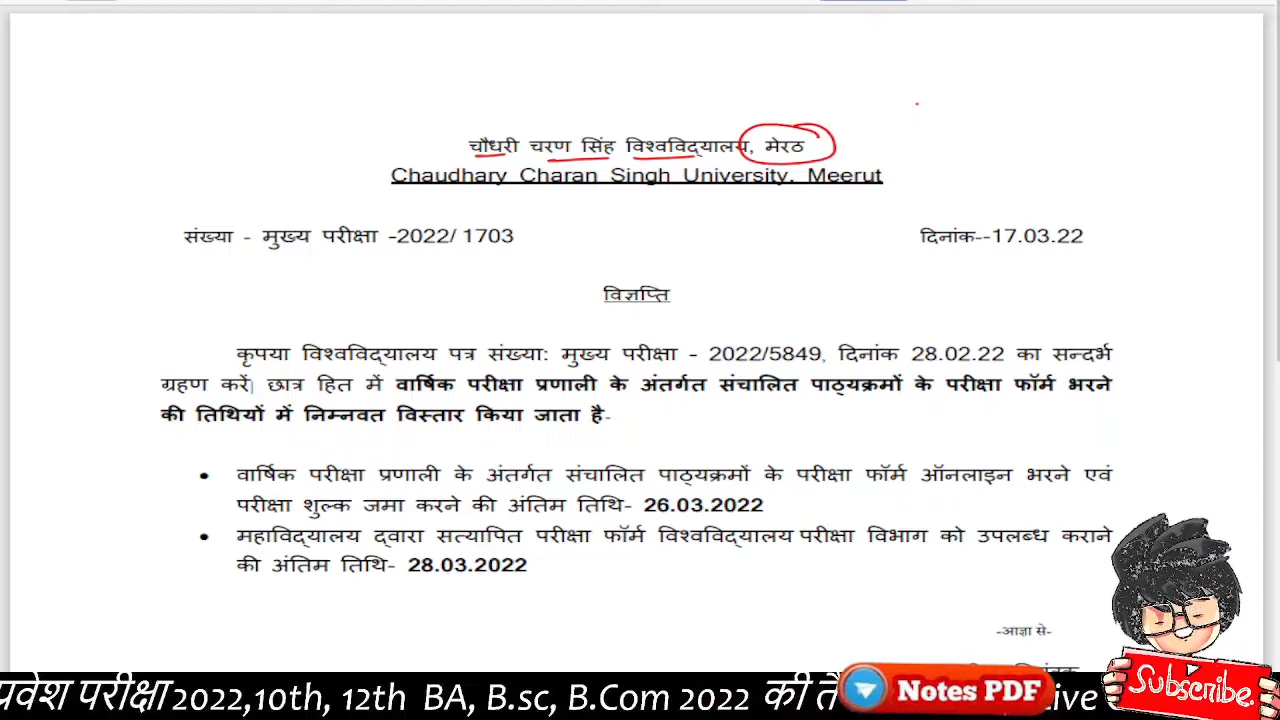 चौधरी चरण सिंह विश्वविद्यालय, मेरठ
Chaudhary Charan Singh University, Meerut
संख्या - मुख्य परीक्षा -2022/ 1703 दिनांक--17.03.22
विज्ञप्ति
कृपया विश्वविद्यालय पत्र संख्या: मुख्य परीक्षा - 2022/5849, दिनांक 28.02.22 का सन्दर्भ
ग्रहण करें| छात्र हित में वार्षिक परीक्षा प्रणाली के अंतर्गत संचालित पाठ्यक्रमों के परीक्षा फॉर्म भरने
की तिथियों में निम्नवत विस्तार किया जाता है-
• वार्षिक परीक्षा प्रणाली के अंतर्गत संचालित पाठ्यक्रमों के परीक्षा फॉर्म ऑनलाइन भरने एवं
परीक्षा शुल्क जमा करने की अंतिम तिथि- 26.03.2022
• महाविद्यालय द्वारा सत्यापित परीक्षा फॉर्म विश्वविद्यालय परीक्षा विभाग को उपलब्ध कराने
की अंतिम तिथि- 28.03.2022
-आज्ञा से-
परीक्षा 2022,10th, 12th BA, B.sc, B.Com 2022 की
Notes PDF
Subscribe